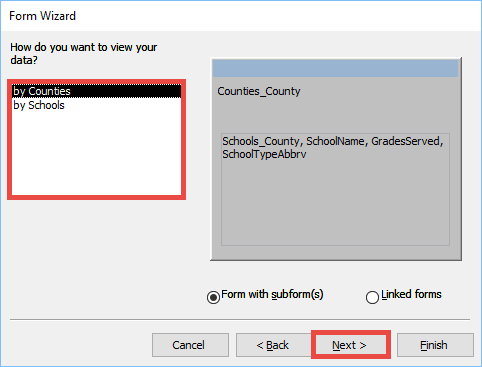 Form Wizard
How do you want to view your
data?
by Counties
by Schools
Counties_County
Schools_County, SchoolName, GradesServed,
SchoolTypeAbbrv
Form with subform(s)
Linked forms
Cancel
< Back
Next >
Finish